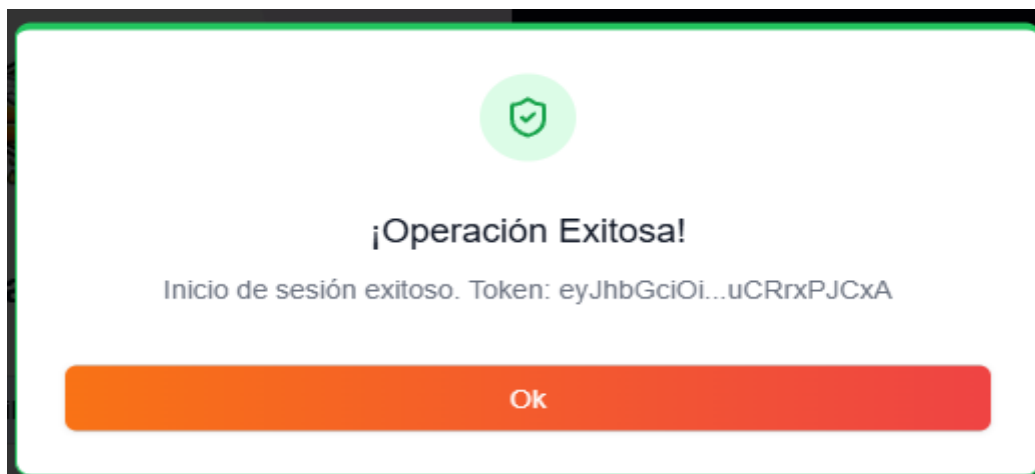 ¡Operación Exitosa!
Inicio de sesión exitoso. Token: eyJhbGciOi...uCRrxPJCxA
Ok